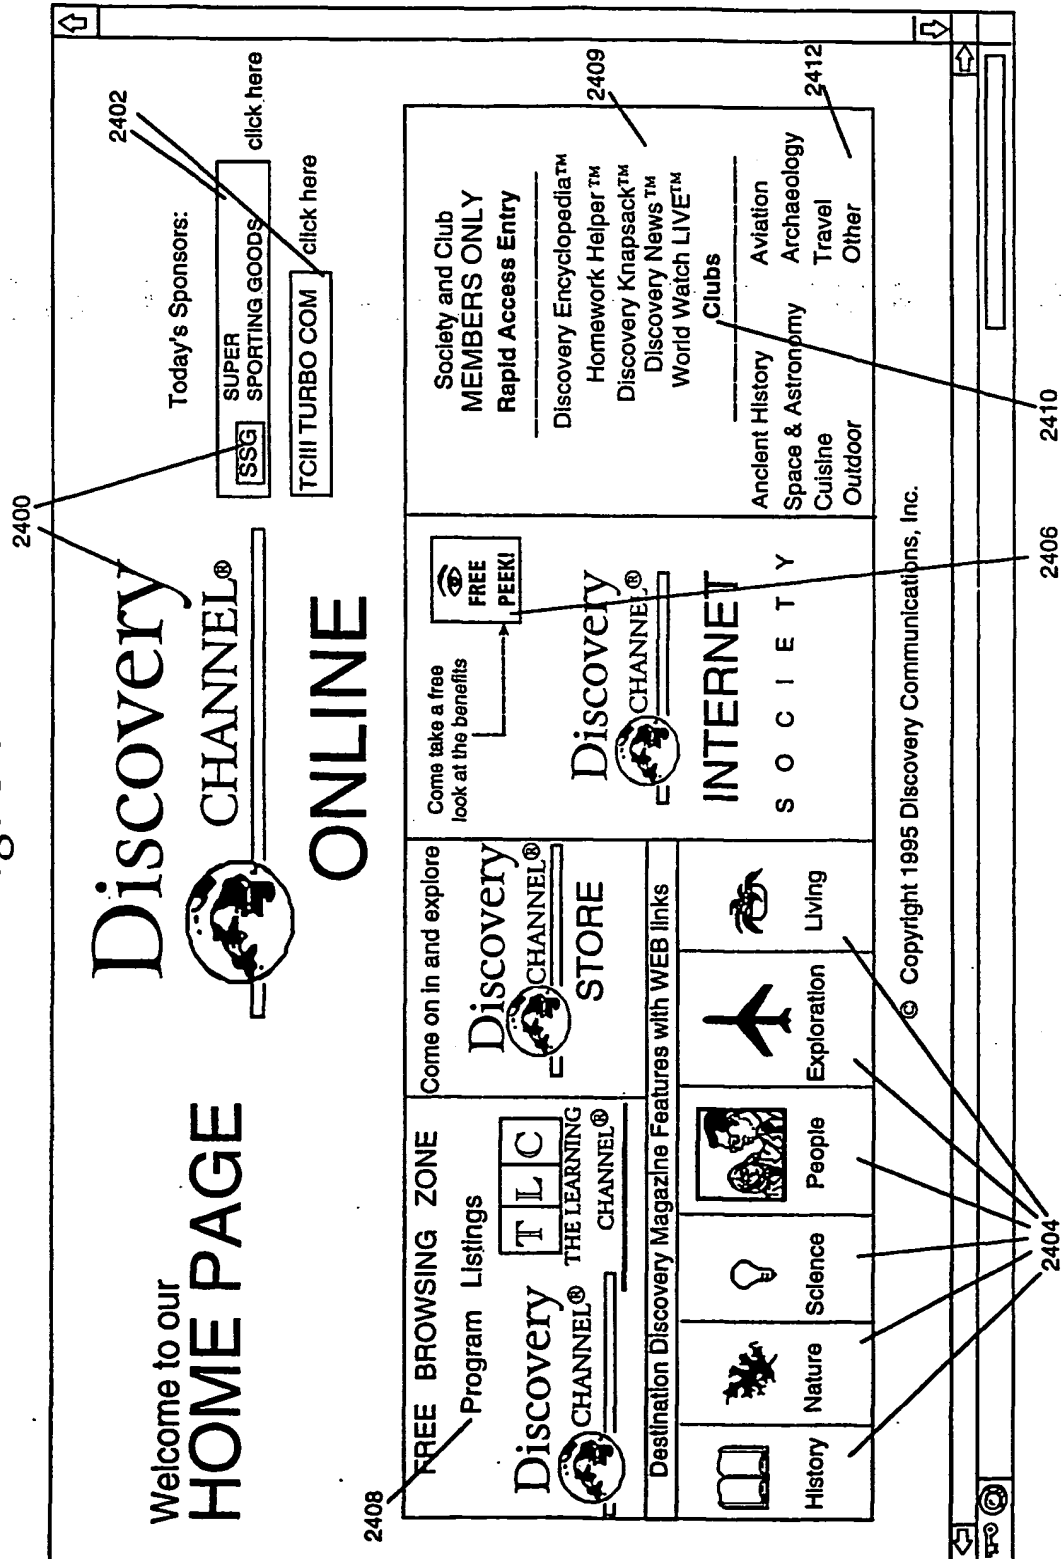 2400
2402
Welcome to our
HOME PAGE
Discovery
CHANNEL®
ONLINE
Today's Sponsors:
SSG
SUPER
SPORTING GOODS
click here
TCIII TURBO COM
click here
2408
FREE BROWSING ZONE
Program Listings
Discovery
CHANNEL®
T L C
THE LEARNING
CHANNEL®
Come on in and explore
Discovery
CHANNEL®
STORE
Destination Discovery Magazine Features with WEB links
History
Nature
Science
People
Exploration
Living
Come take a free
look at the benefits
FREE
PEEK!
Discovery
CHANNEL®
INTERNET
S O C I E T Y
Society and Club
MEMBERS ONLY
Rapid Access Entry
Discovery Encyclopedia™
Homework Helper™
Discovery Knapsack™
Discovery News™
World Watch LIVE™
Clubs
Ancient History
Space & Astronomy
Cuisine
Outdoor
Aviation
Archaeology
Travel
Other
2409
2412
© Copyright 1995 Discovery Communications, Inc.
2404
2406
2410